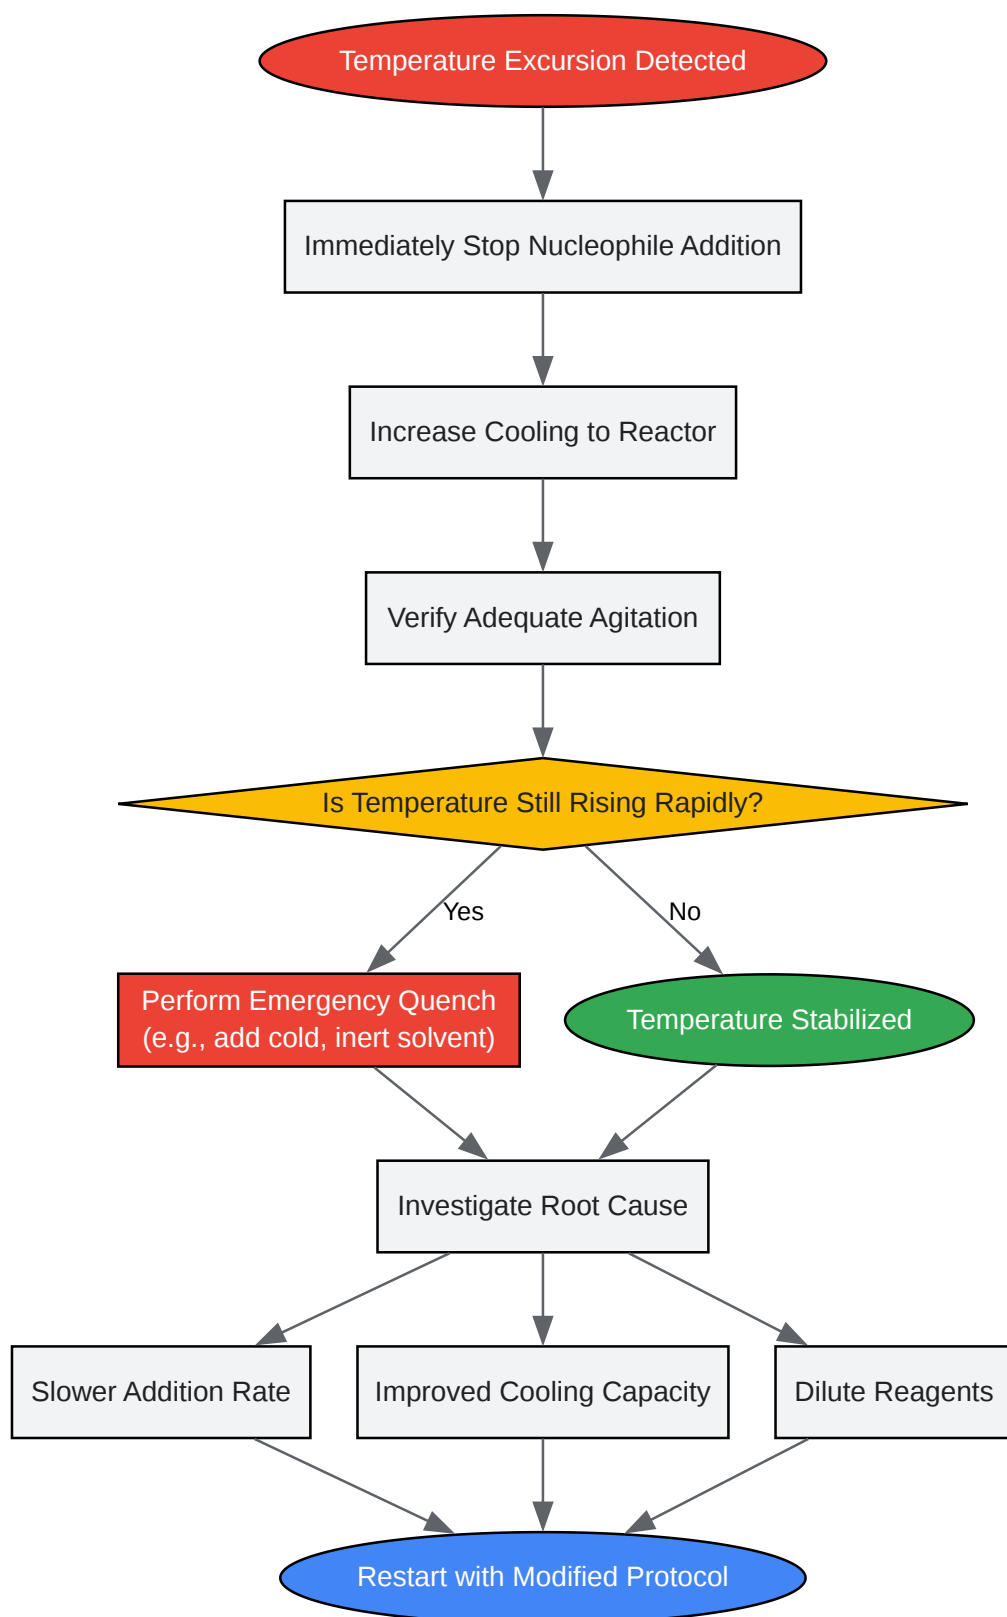 Temperature Excursion Detected
Immediately Stop Nucleophile Addition
Increase Cooling to Reactor
Verify Adequate Agitation
Is Temperature Still Rising Rapidly?
Yes
No
Perform Emergency Quench
(e.g., add cold, inert solvent)
Temperature Stabilized
Investigate Root Cause
Slower Addition Rate
Improved Cooling Capacity
Dilute Reagents
Restart with Modified Protocol